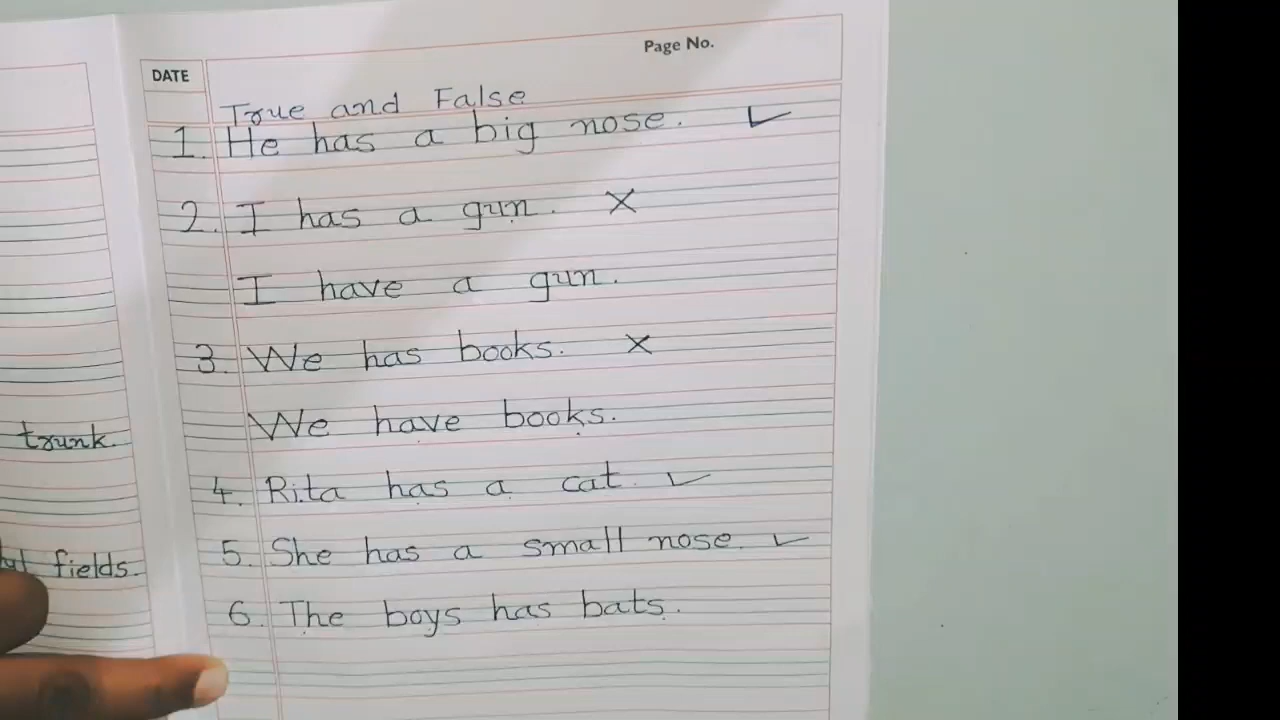 Page No.
DATE
True and False
1. He has a big nose. ✓
2. I has a gun. ×
I have a gun.
3. We has books. ×
We have books.
trunk.
4. Rita has a cat. ✓
5. She has a small nose. ✓
fields.
6. The boys has bats.